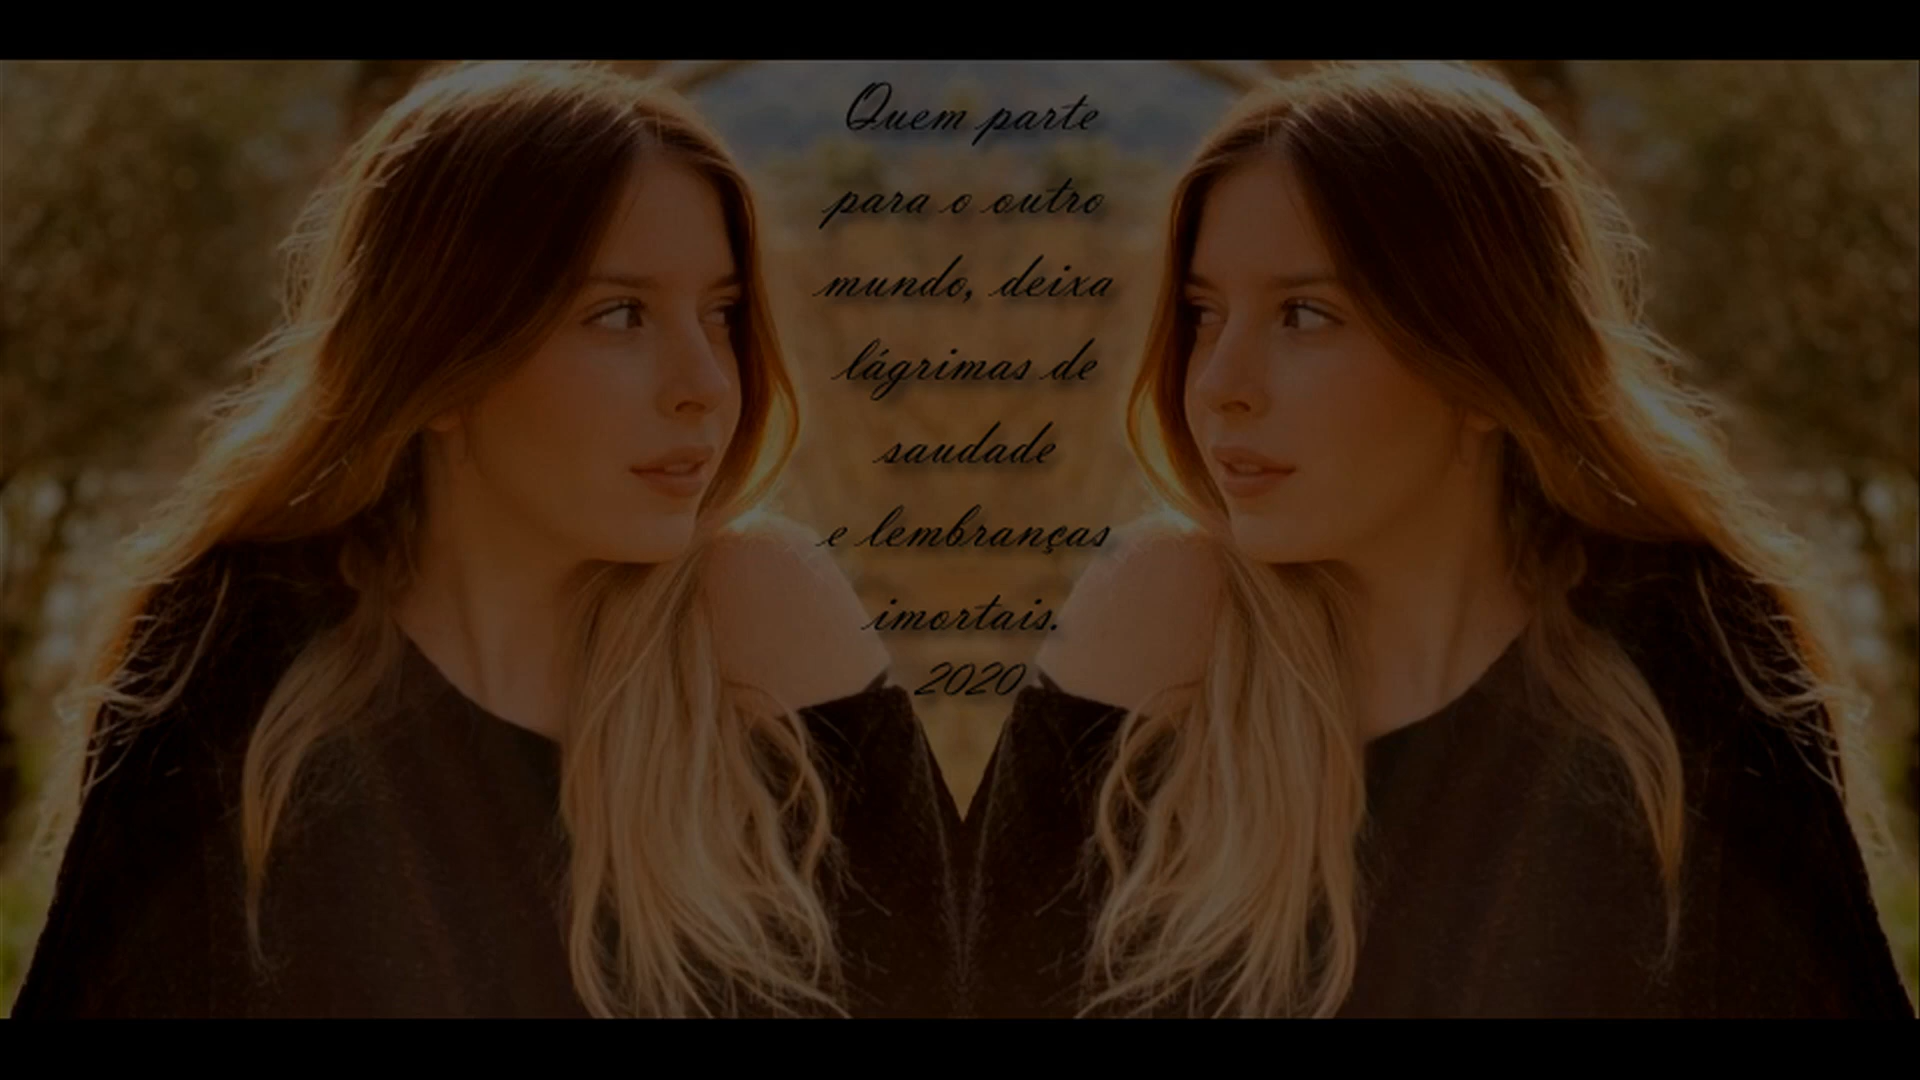 Quem parte
para o outro
mundo, deixa
lágrimas de
saudade
e lembranças
imortais.
2020